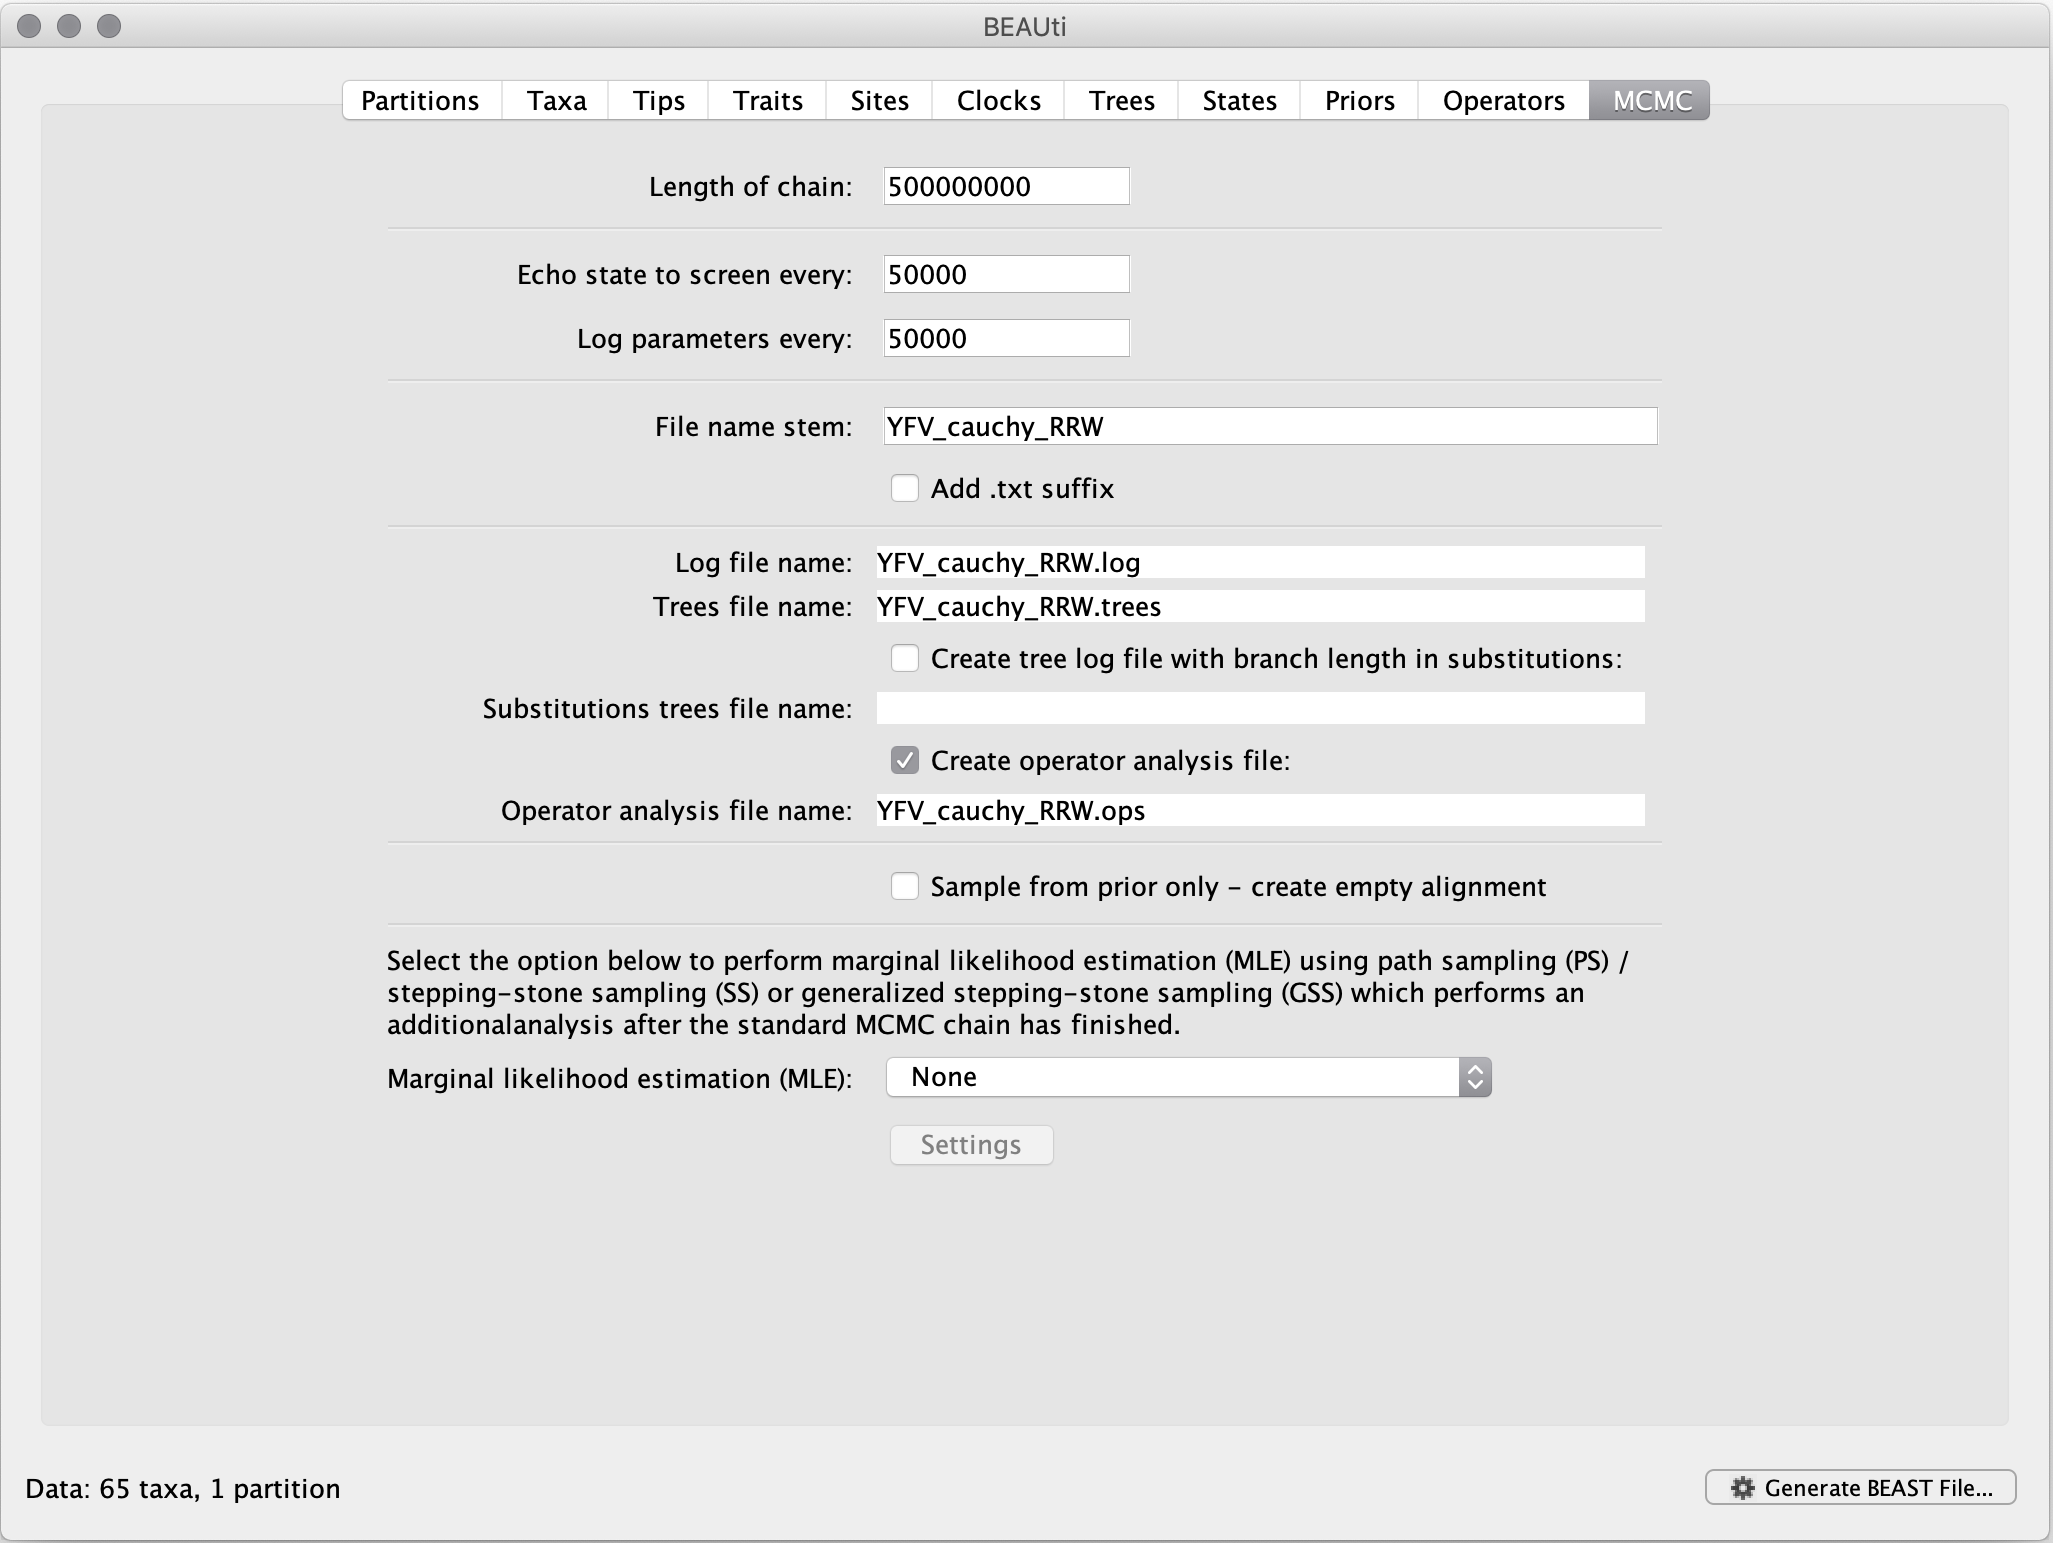 BEAUti
Partitions Taxa Tips Traits Sites Clocks Trees States Priors Operators MCMC
Length of chain: 500000000
Echo state to screen every: 50000
Log parameters every: 50000
File name stem: YFV_cauchy_RRW
Add .txt suffix
Log file name: YFV_cauchy_RRW.log
Trees file name: YFV_cauchy_RRW.trees
Create tree log file with branch length in substitutions:
Substitutions trees file name:
Create operator analysis file:
Operator analysis file name: YFV_cauchy_RRW.ops
Sample from prior only - create empty alignment
Select the option below to perform marginal likelihood estimation (MLE) using path sampling (PS) /
stepping-stone sampling (SS) or generalized stepping-stone sampling (GSS) which performs an
additionalanalysis after the standard MCMC chain has finished.
Marginal likelihood estimation (MLE): None
Settings
Data: 65 taxa, 1 partition
Generate BEAST File...